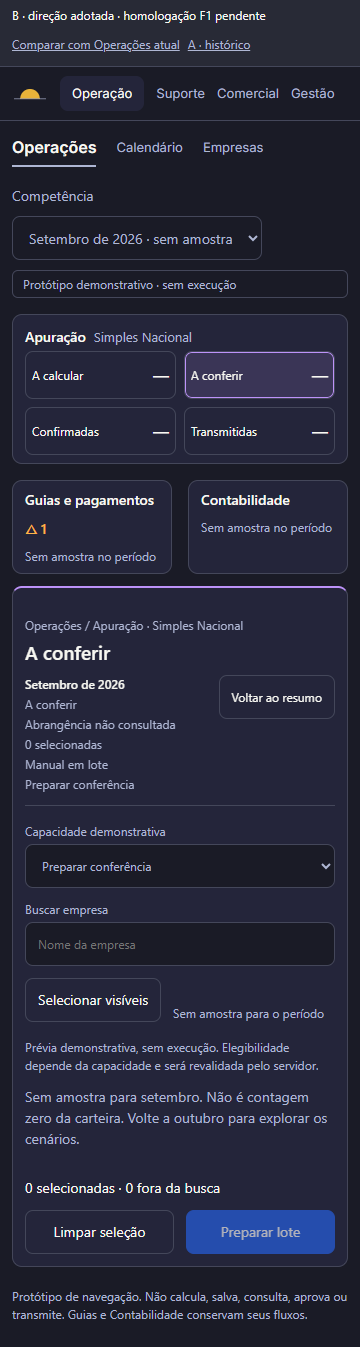 B · direção adotada · homologação F1 pendente
Comparar com Operações atual A · histórico
Operação Suporte Comercial Gestão
Operações Calendário Empresas
Competência
Setembro de 2026 · sem amostra
Protótipo demonstrativo · sem execução
Apuração Simples Nacional
A calcular — A conferir —
Confirmadas — Transmitidas —
Guias e pagamentos
△ 1
Sem amostra no período
Contabilidade
Sem amostra no período
Operações / Apuração · Simples Nacional
A conferir
Setembro de 2026
A conferir
Abrangência não consultada
0 selecionadas
Manual em lote
Preparar conferência
Voltar ao resumo
Capacidade demonstrativa
Preparar conferência
Buscar empresa
Nome da empresa
Selecionar visíveis Sem amostra para o período
Prévia demonstrativa, sem execução. Elegibilidade
depende da capacidade e será revalidada pelo servidor.
Sem amostra para setembro. Não é contagem
zero da carteira. Volte a outubro para explorar os
cenários.
0 selecionadas · 0 fora da busca
Limpar seleção Preparar lote
Protótipo de navegação. Não calcula, salva, consulta, aprova ou
transmite. Guias e Contabilidade conservam seus fluxos.